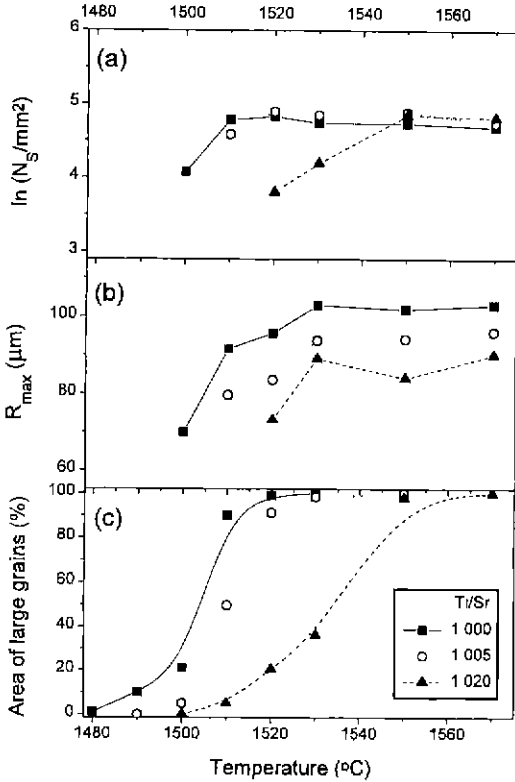 1480 1500 1520 1540 1560
(a)
5
4
3
ln (N_S/mm²)
(b)
100
80
60
R_max (μm)
(c)
100
80
60
40
20
0
Area of large grains (%)
Ti/Sr
1 000
1 005
1 020
1480 1500 1520 1540 1560
Temperature (ºC)